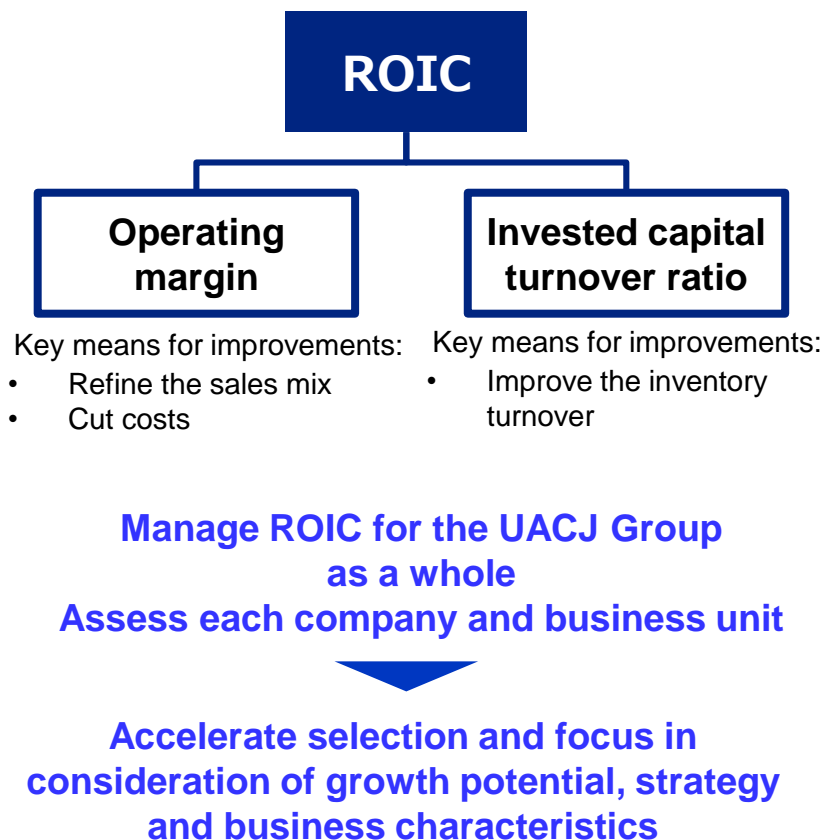 ROIC
Operating
margin
Key means for improvements:
• Refine the sales mix
• Cut costs
Invested capital
turnover ratio
Key means for improvements:
• Improve the inventory
turnover
Manage ROIC for the UACJ Group
as a whole
Assess each company and business unit
Accelerate selection and focus in
consideration of growth potential, strategy
and business characteristics